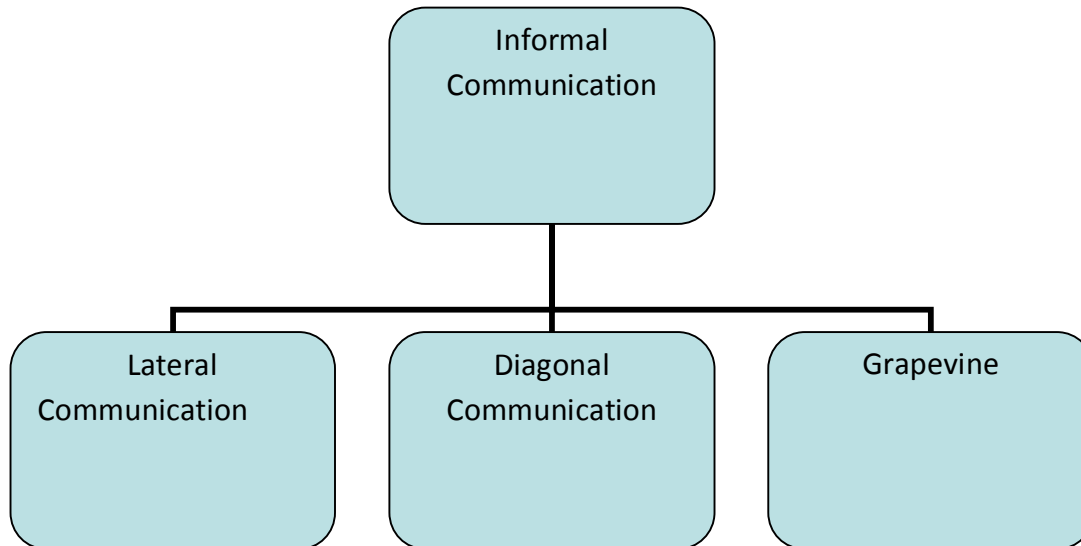 Informal
Communication
Lateral
Communication
Diagonal
Communication
Grapevine